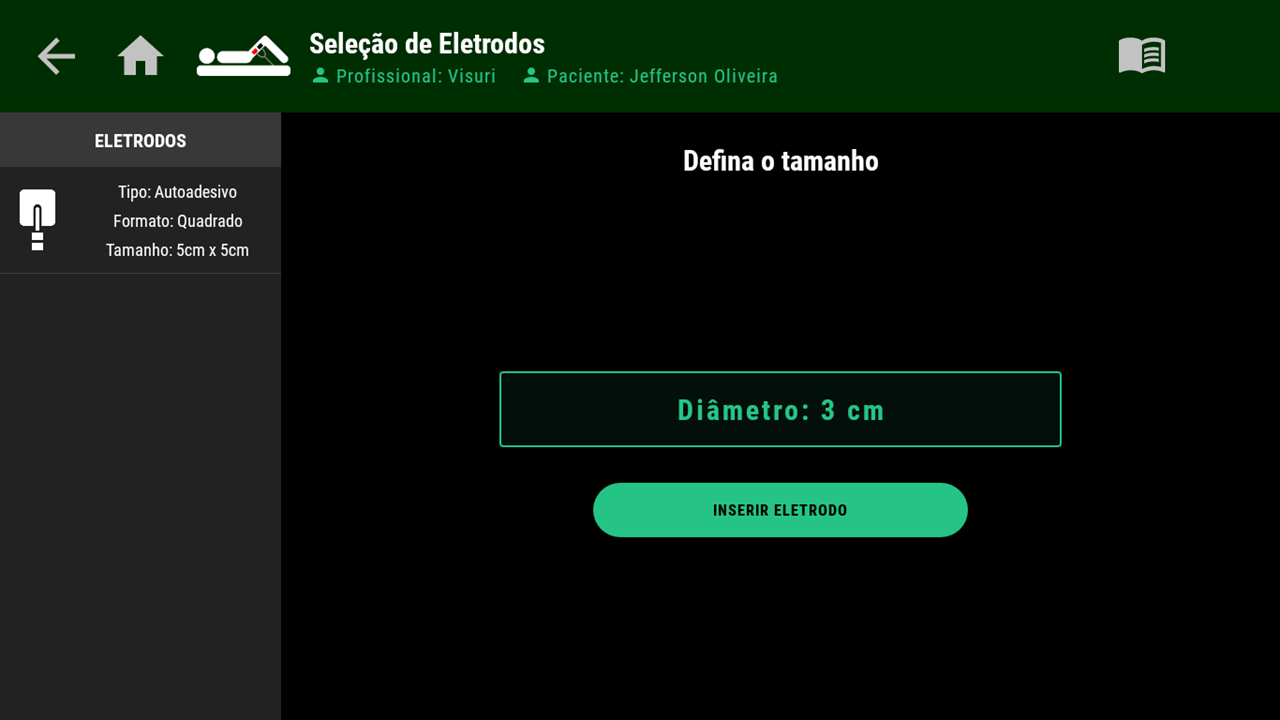 Seleção de Eletrodos
Profissional: Visuri
Paciente: Jefferson Oliveira
ELETRODOS
Tipo: Autoadesivo
Formato: Quadrado
Tamanho: 5cm x 5cm
Defina o tamanho
Diâmetro: 3 cm
INSERIR ELETRODO